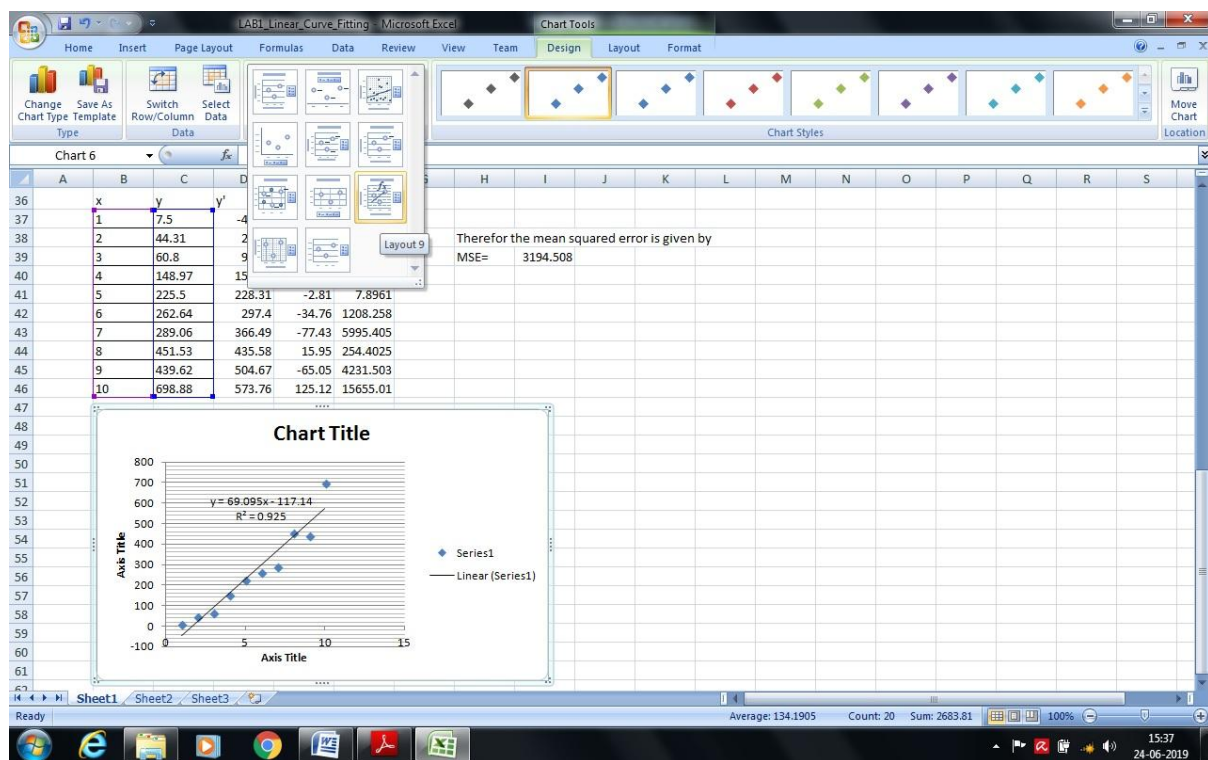 LAB1_Linear_Curve_Fitting - Microsoft Excel Chart Tools
Home Insert Page Layout Formulas Data Review View Team Design Layout Format
Change Chart Type Save As Template Switch Row/Column Select Data Move Chart
Type Data Chart Styles Location
Chart 6 fx
A B C D H I J K L M N O P Q R S
36 x y y'
37 1 7.5 -4
38 2 44.31 2 Therefor the mean squared error is given by
Layout 9
39 3 60.8 9 MSE= 3194.508
40 4 148.97 15
41 5 225.5 228.31 -2.81 7.8961
42 6 262.64 297.4 -34.76 1208.258
43 7 289.06 366.49 -77.43 5995.405
44 8 451.53 435.58 15.95 254.4025
45 9 439.62 504.67 -65.05 4231.503
46 10 698.88 573.76 125.12 15655.01
47
48
49
50
51
52
53
54
55
56
57
58
59
60
61
Chart Title
800
700
600
500
400
300
200
100
0
-100
y = 69.095x - 117.14
R² = 0.925
Axis Title
0 5 10 15
Axis Title
Series1
Linear (Series1)
Sheet1 Sheet2 Sheet3
Ready Average: 134.1905 Count: 20 Sum: 2683.81 100%
15:37
24-06-2019